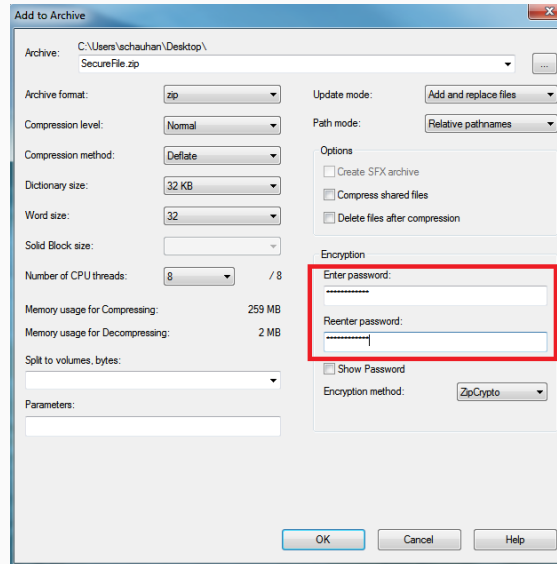 Add to Archive
Archive:
C:\Users\schauhan\Desktop\
SecureFile.zip
...
Archive format:
zip
Compression level:
Normal
Compression method:
Deflate
Dictionary size:
32 KB
Word size:
32
Solid Block size:
Number of CPU threads:
8
/ 8
Memory usage for Compressing:
259 MB
Memory usage for Decompressing:
2 MB
Split to volumes, bytes:
Parameters:
Update mode:
Add and replace files
Path mode:
Relative pathnames
Options
Create SFX archive
Compress shared files
Delete files after compression
Encryption
Enter password:
************
Reenter password:
************
Show Password
Encryption method:
ZipCrypto
OK
Cancel
Help